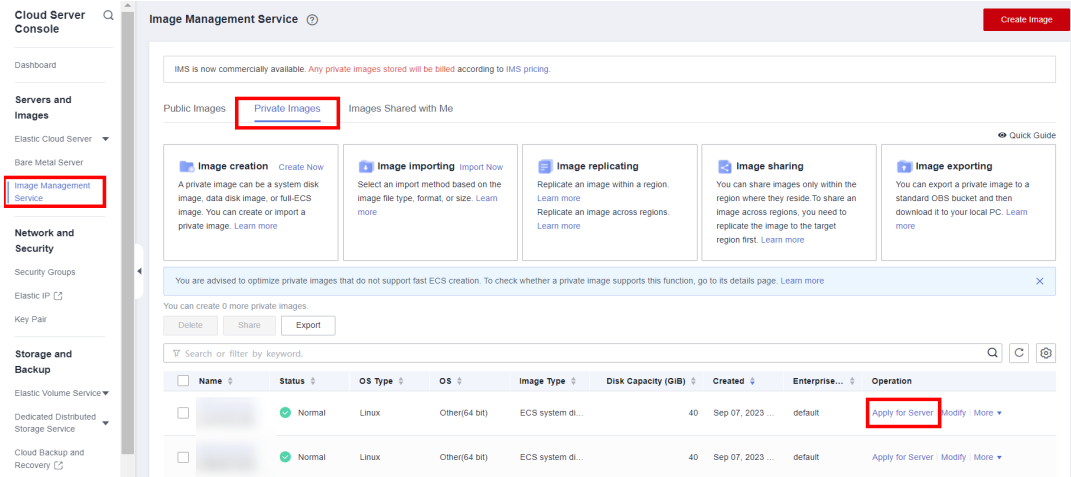 Cloud Server
Console
Dashboard
Servers and
Images
Elastic Cloud Server
Bare Metal Server
Image Management
Service
Network and
Security
Security Groups
Elastic IP
Key Pair
Storage and
Backup
Elastic Volume Service
Dedicated Distributed
Storage Service
Cloud Backup and
Recovery
Image Management Service
Create Image
IMS is now commercially available. Any private images stored will be billed according to IMS pricing.
Public Images Private Images Images Shared with Me
Quick Guide
Image creation Create Now
A private image can be a system disk
image, data disk image, or full-ECS
image. You can create or import a
private image. Learn more
Image importing Import Now
Select an import method based on the
image file type, format, or size. Learn
more
Image replicating
Replicate an image within a region.
Learn more
Replicate an image across regions.
Learn more
Image sharing
You can share images only within the
region where they reside.To share an
image across regions, you need to
replicate the image to the target
region first. Learn more
Image exporting
You can export a private image to a
standard OBS bucket and then
download it to your local PC. Learn
more
You are advised to optimize private images that do not support fast ECS creation. To check whether a private image supports this function, go to its details page. Learn more
You can create 0 more private images.
Delete Share Export
Search or filter by keyword.
Name Status OS Type OS Image Type Disk Capacity (GiB) Created Enterprise... Operation
Normal Linux Other(64 bit) ECS system di... 40 Sep 07, 2023 ... default Apply for Server Modify More
Normal Linux Other(64 bit) ECS system di... 40 Sep 07, 2023 ... default Apply for Server Modify More